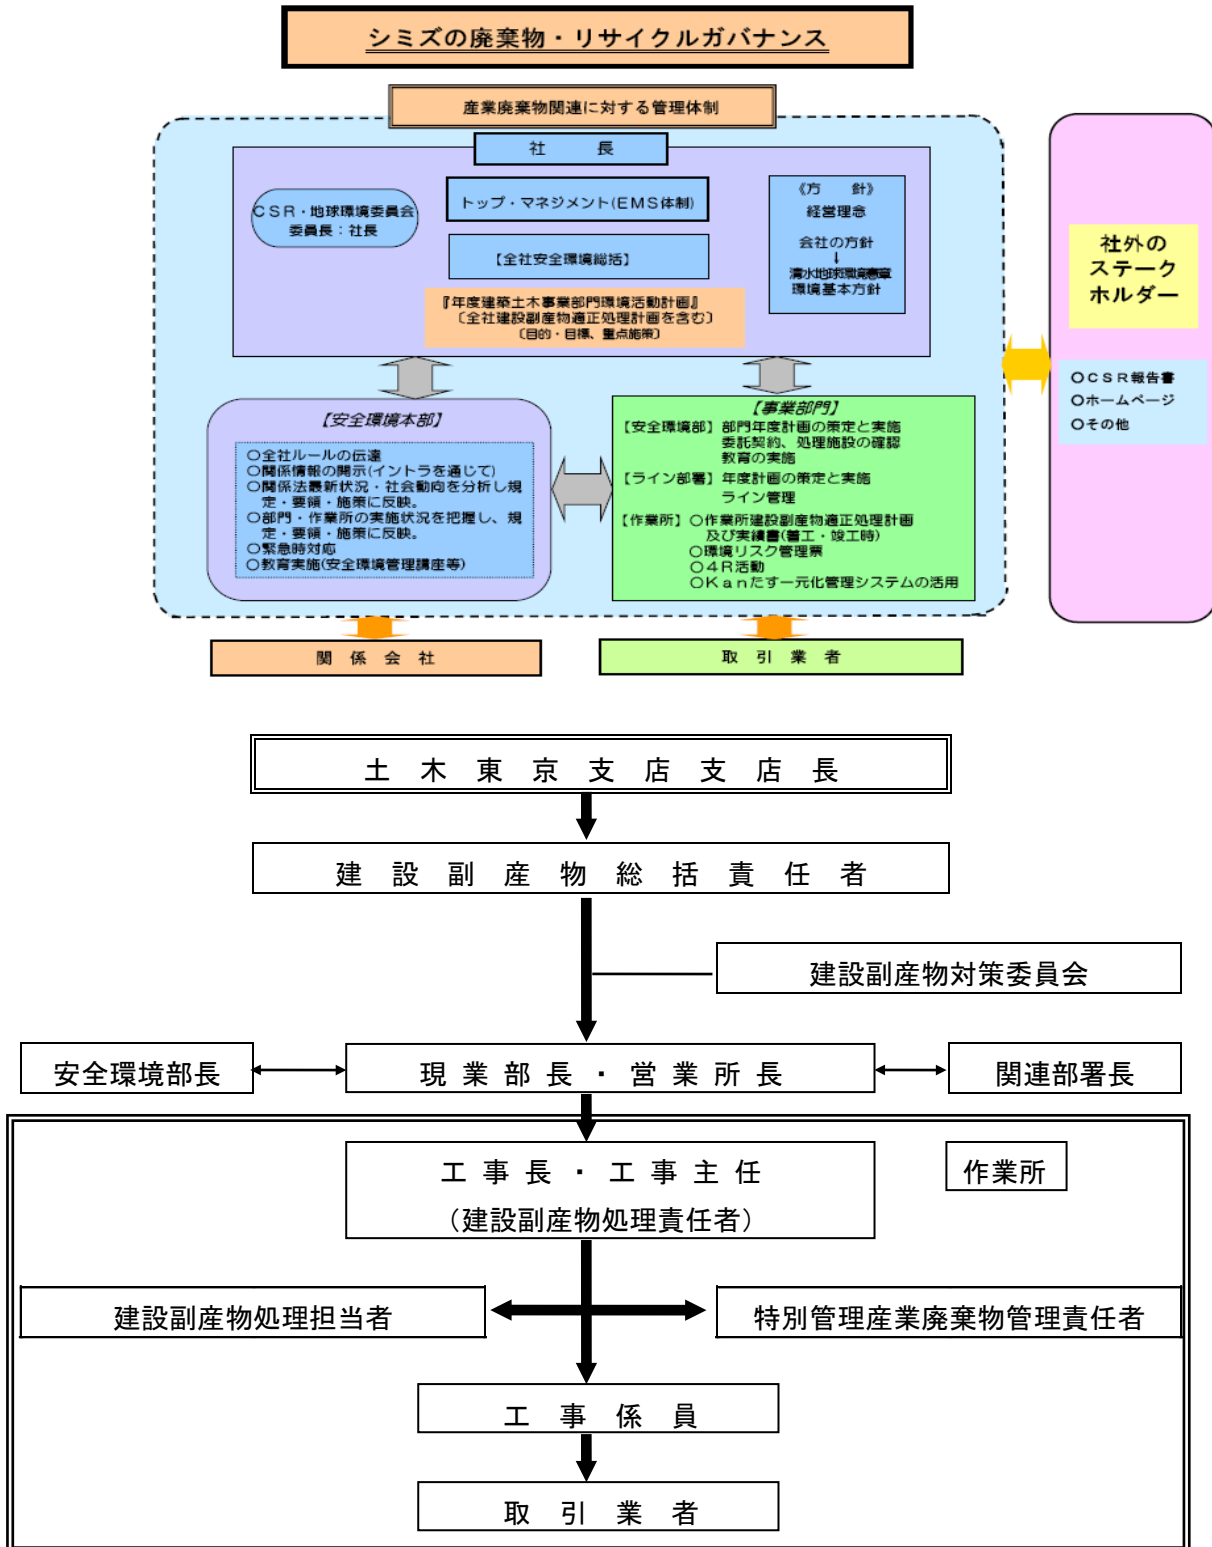 シミズの廃棄物・リサイクルガバナンス
産業廃棄物関連に対する管理体制
社　　長
CSR・地球環境委員会
委員長：社長
トップ・マネジメント(EMS体制)
【全社安全環境総括】
『年度建築土木事業部門環境活動計画』
〔全社建設副産物適正処理計画を含む〕
〔目的・目標、重点施策〕
《方　針》
経営理念
会社の方針
↓
清水地球環境憲章
環境基本方針
社外の
ステーク
ホルダー
○CSR報告書
○ホームページ
○その他
【安全環境本部】
○全社ルールの伝達
○関係情報の開示(イントラを通じて)
○関係法最新状況・社会動向を分析し規
定・要領・施策に反映。
○部門・作業所の実施状況を把握し、規
定・要領・施策に反映。
○緊急時対応
○教育実施(安全環境管理講座等)
【事業部門】
【安全環境部】部門年度計画の策定と実施
委託契約、処理施設の確認
教育の実施
【ライン部署】年度計画の策定と実施
ライン管理
【作業所】○作業所建設副産物適正処理計画
及び実績書(着工・竣工時)
○環境リスク管理票
○4R活動
○Kanたす一元化管理システムの活用
関　係　会　社
取　引　業　者
土　木　東　京　支　店　支　店　長
建　設　副　産　物　総　括　責　任　者
建設副産物対策委員会
安全環境部長
現 業 部 長 ・ 営 業 所 長
関連部署長
工 事 長 ・ 工 事 主 任
（建設副産物処理責任者）
作業所
建設副産物処理担当者
特別管理産業廃棄物管理責任者
工　事　係　員
取　引　業　者